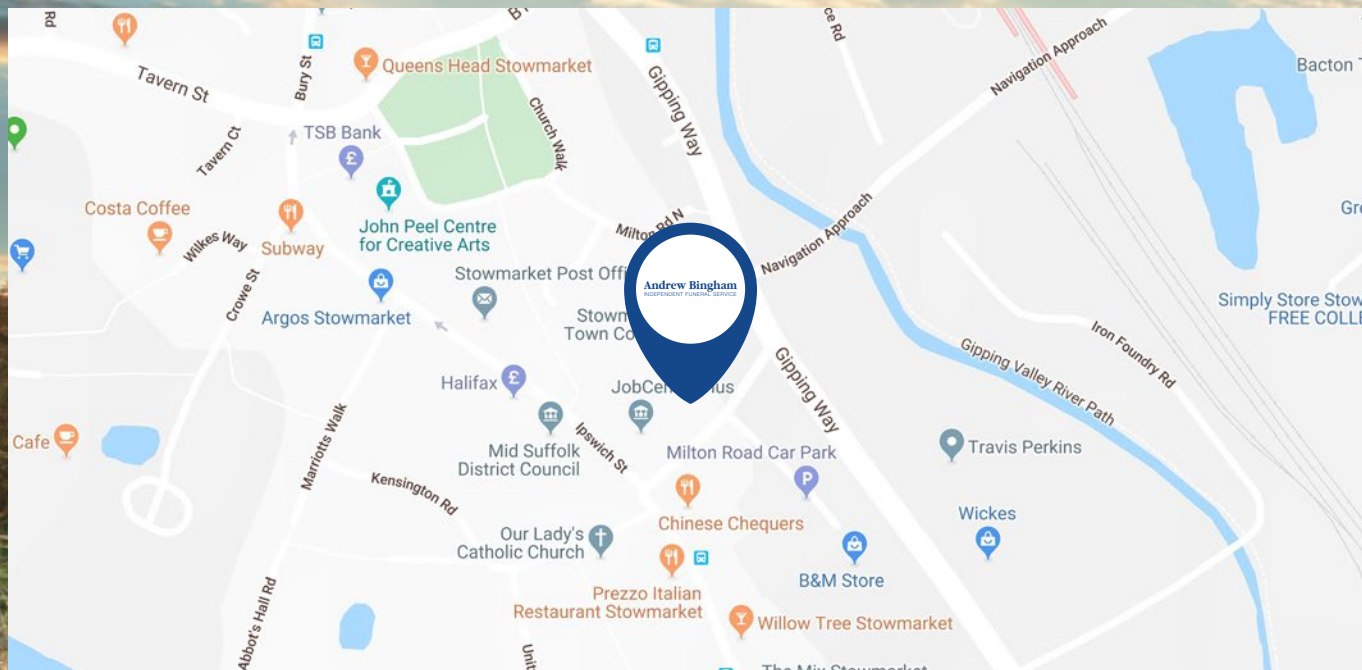 Rd
Tavern St
Bury St
Queens Head Stowmarket
Tavern Ct
TSB Bank
Church Walk
Gipping Way
Navigation Approach
Bacton
Costa Coffee
Wilkes Way
Subway
John Peel Centre
for Creative Arts
Milton Rd N
Navigation Approach
Crowe St
Argos Stowmarket
Stowmarket Post Offi
Andrew Bingham
INDEPENDENT FUNERAL SERVICE
Stown
Town Co
Simply Store Stow
FREE COLLE
Iron Foundry Rd
Gipping Valley River Path
Gipping Way
Halifax
JobCen
lus
Cafe
Marriotts Walk
Mid Suffolk
District Council
Ipswich St
Milton Road Car Park
P
Travis Perkins
Kensington Rd
Chinese Chequers
Wickes
Our Lady's
Catholic Church
B&M Store
Prezzo Italian
Restaurant Stowmarket
Willow Tree Stowmarket
Abbot's Hall Rd
Unit
The Mix Stowmarket